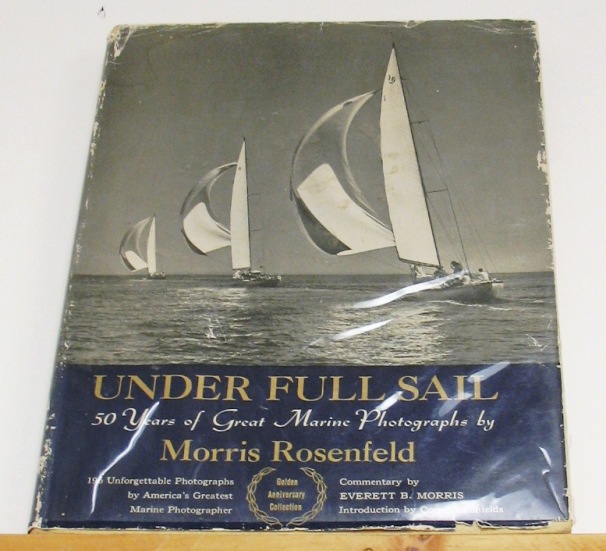 UNDER FULL SAIL
50 Years of Great Marine Photographs by
Morris Rosenfeld
Unforgettable Photographs
by America's Greatest
Marine Photographer
Golden
Anniversary
Collection
Commentary by
EVERETT B. MORRIS
Introduction by